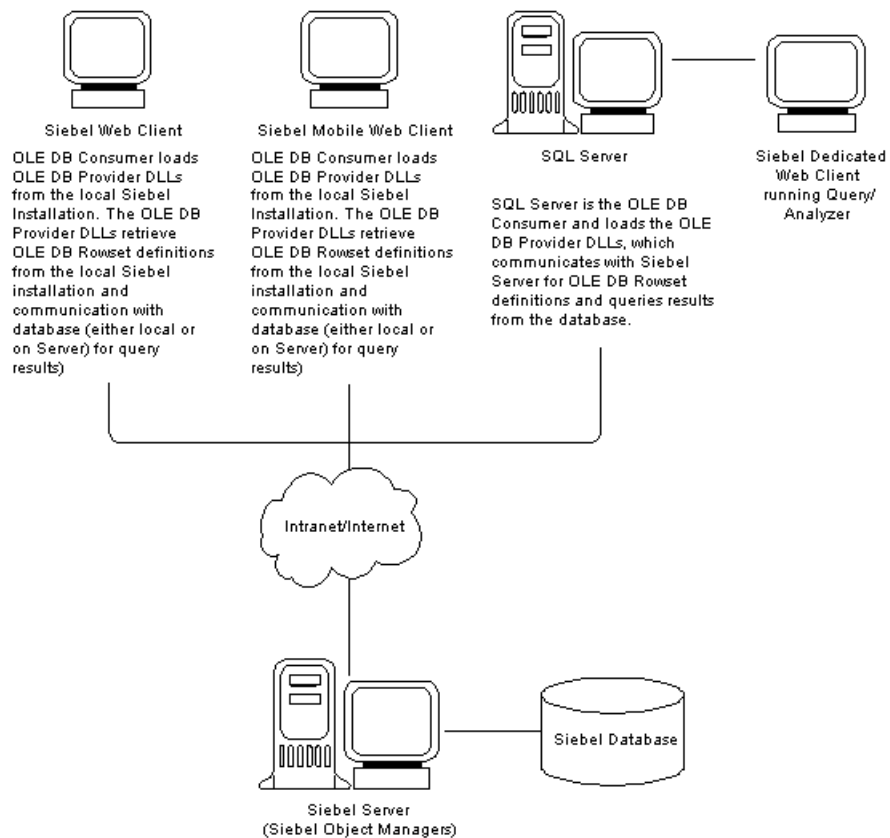 Siebel Web Client
OLE DB Consumer loads
OLE DB Provider DLLs
from the local Siebel
Installation. The OLE DB
Provider DLLs retrieve
OLE DB Rowset definitions
from the local Siebel
installation and
communication with
database (either local or
on Server) for query
results)
Siebel Mobile Web Client
OLE DB Consumer loads
OLE DB Provider DLLs
from the local Siebel
Installation. The OLE DB
Provider DLLs retrieve
OLE DB Rowset definitions
from the local Siebel
installation and
communication with
database (either local or
on Server) for query
results)
SQL Server
SQL Server is the OLE DB
Consumer and loads the OLE
DB Provider DLLs, which
communicates with Siebel
Server for OLE DB Rowset
definitions and queries results
from the database.
Siebel Dedicated
Web Client
running Query/
Analyzer
Intranet/Internet
Siebel Database
Siebel Server
(Siebel Object Managers)